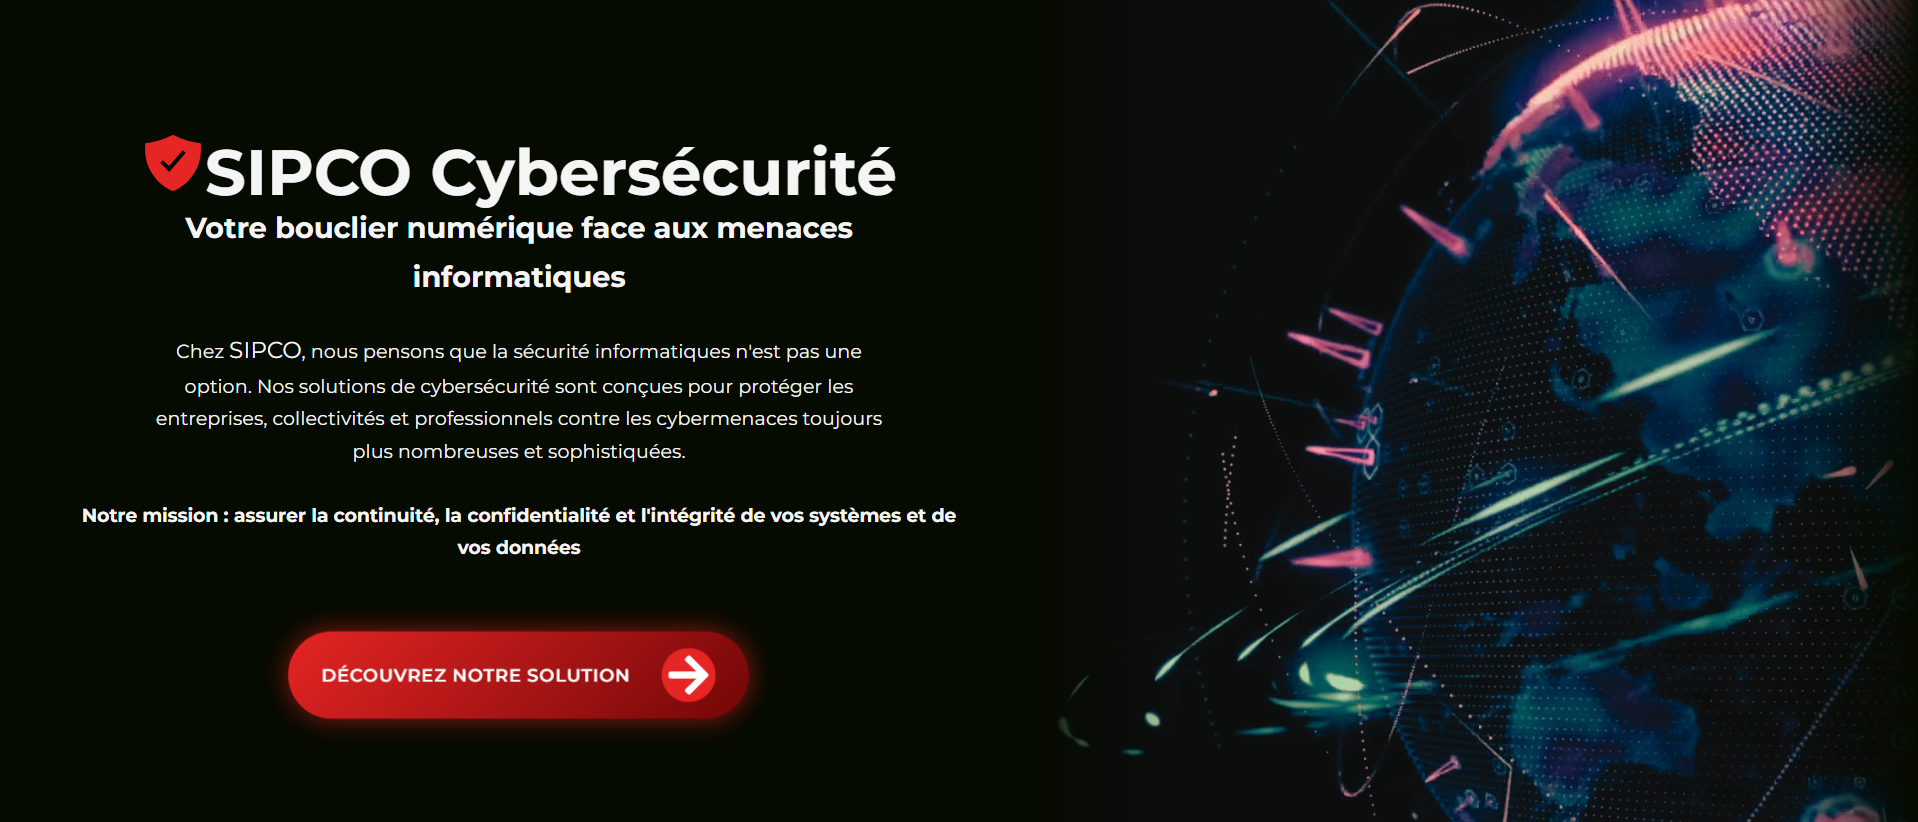 SIPCO Cybersécurité
Votre bouclier numérique face aux menaces
informatiques
Chez SIPCO, nous pensons que la sécurité informatiques n'est pas une
option. Nos solutions de cybersécurité sont conçues pour protéger les
entreprises, collectivités et professionnels contre les cybermenaces toujours
plus nombreuses et sophistiquées.
Notre mission : assurer la continuité, la confidentialité et l'intégrité de vos systèmes et de
vos données
DÉCOUVREZ NOTRE SOLUTION